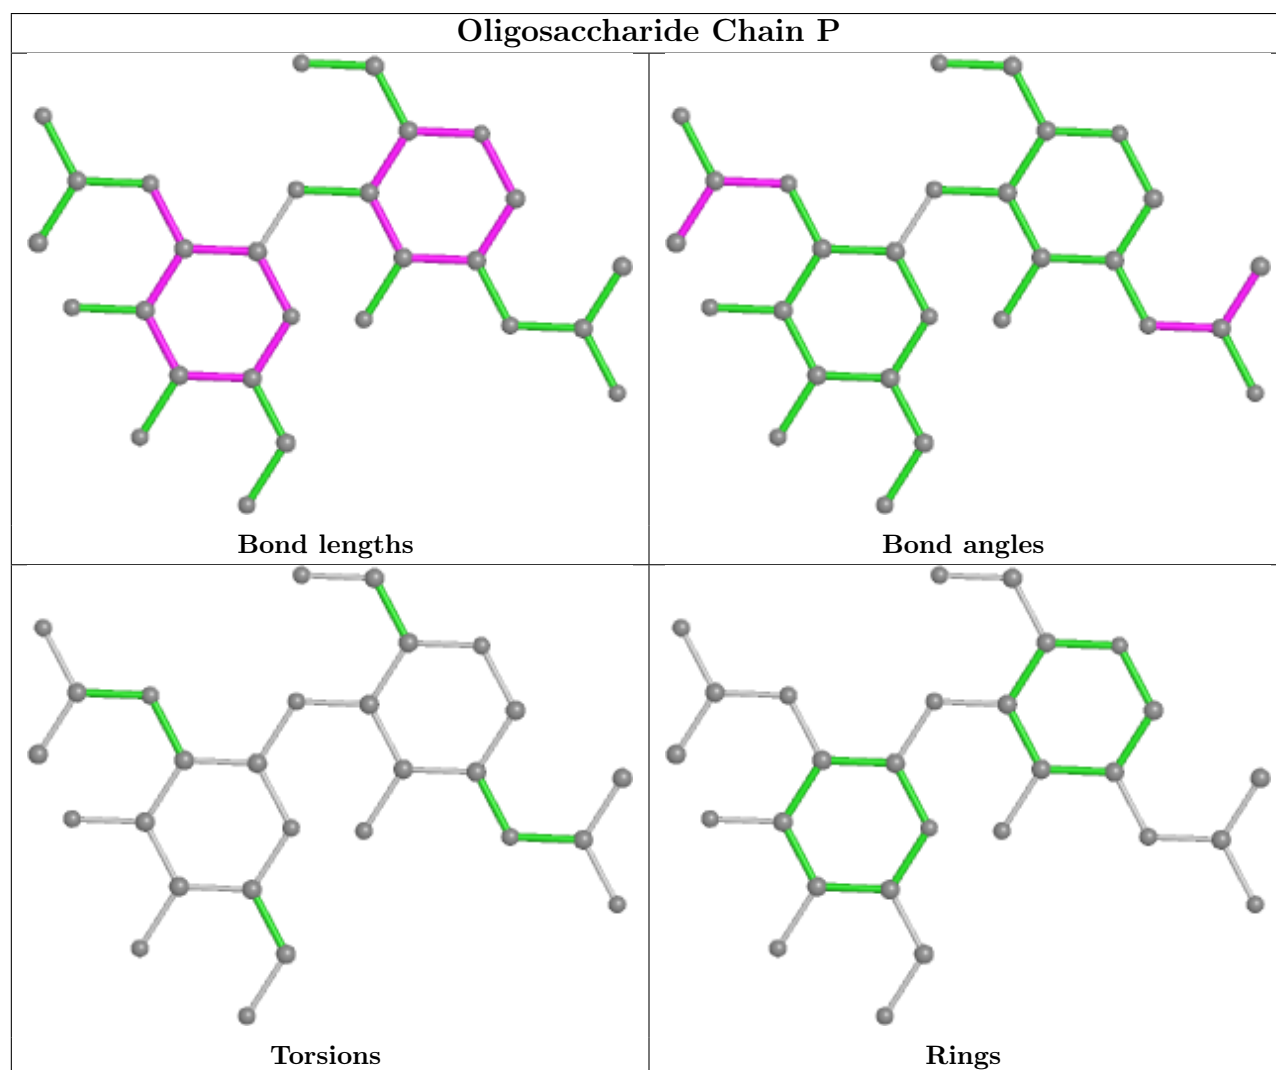 Oligosaccharide Chain P
Bond lengths
Bond angles
Torsions
Rings